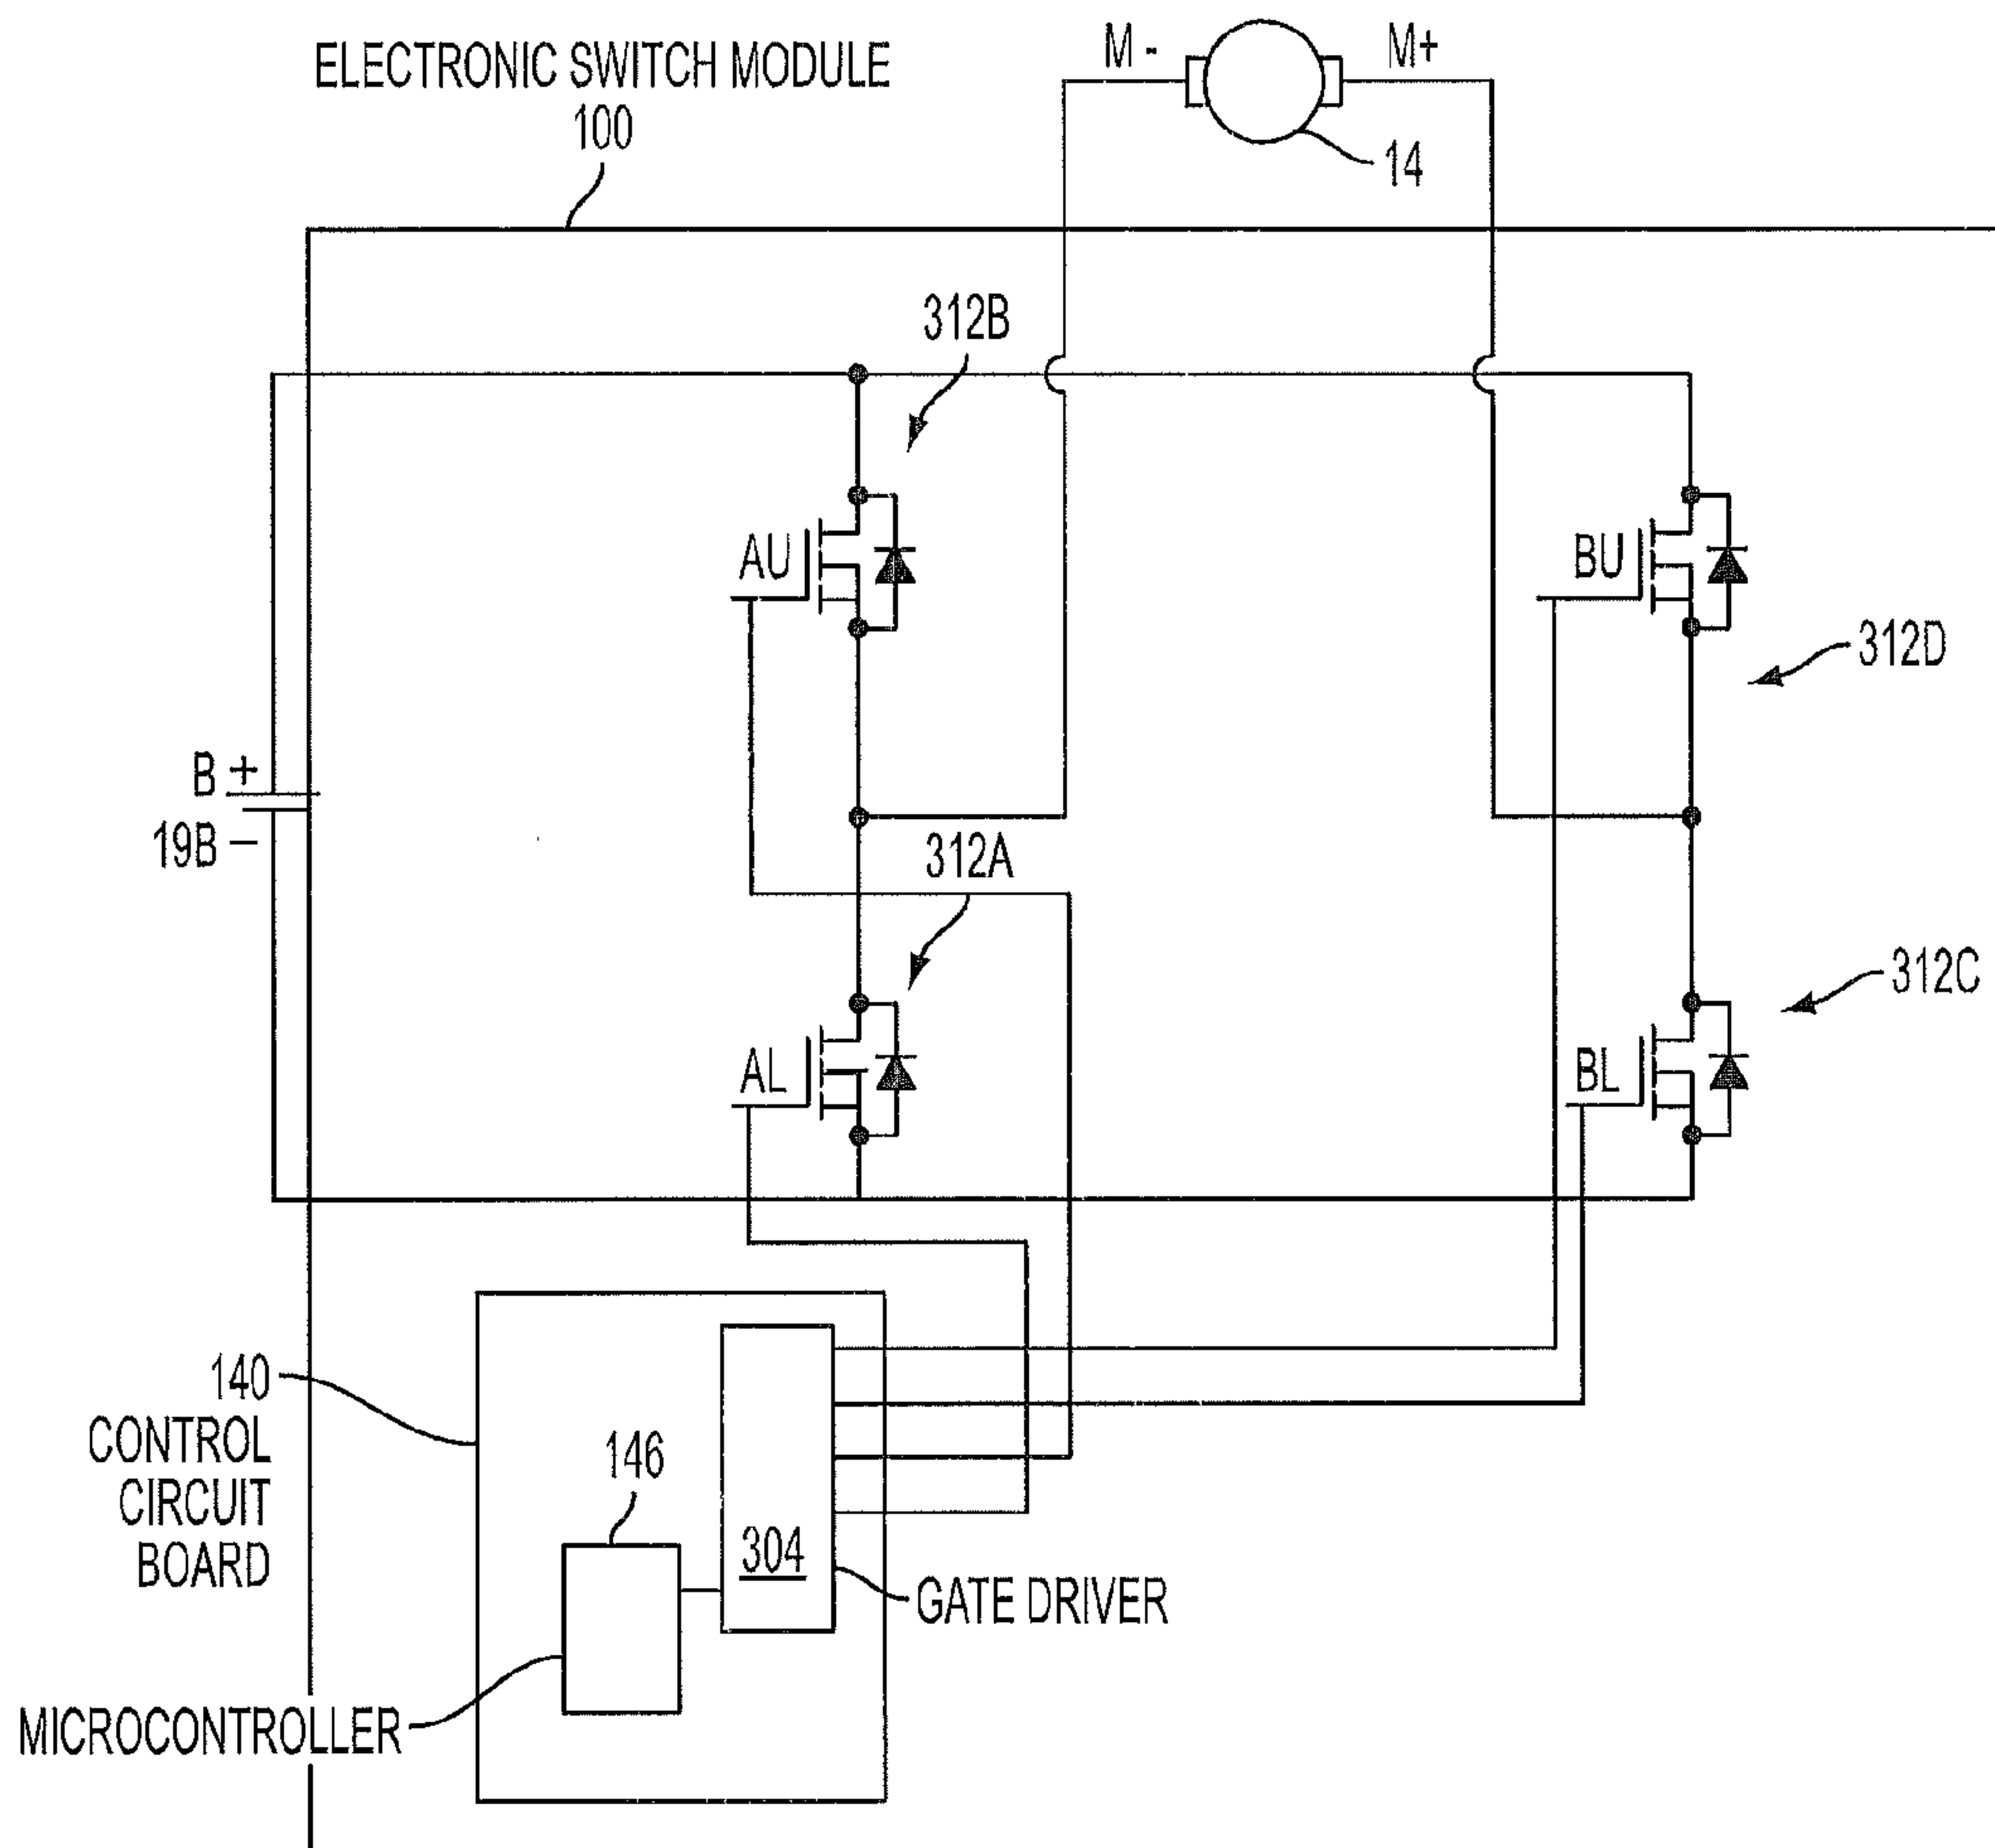 ELECTRONIC SWITCH MODULE
100
M -
M+
14
312B
AU
BU
312D
B +
19B -
312A
AL
BL
312C
140
CONTROL
CIRCUIT
BOARD
146
304
GATE DRIVER
MICROCONTROLLER